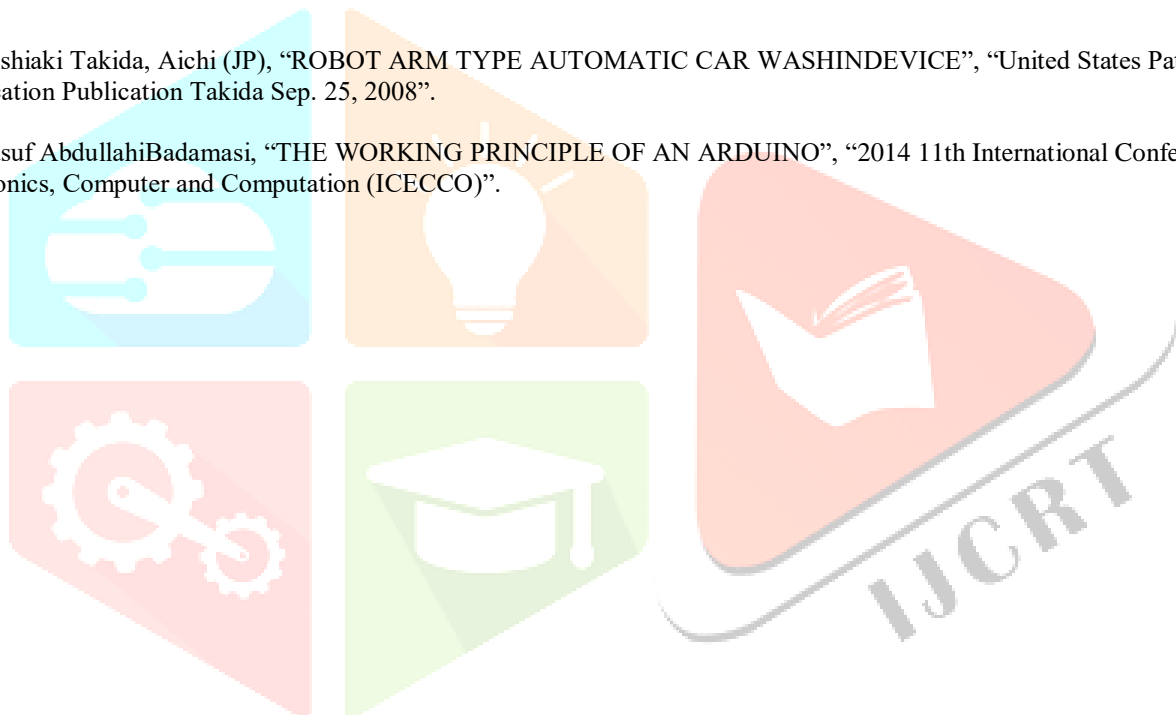 shiaki Takida, Aichi (JP), “ROBOT ARM TYPE AUTOMATIC CAR WASHINDEVICE”, “United States Pa
ation Publication Takida Sep. 25, 2008”.
suf AbdullahiBadamasi, “THE WORKING PRINCIPLE OF AN ARDUINO”, “2014 11th International Confe
onics, Computer and Computation (ICECCO)”.
IJCRT